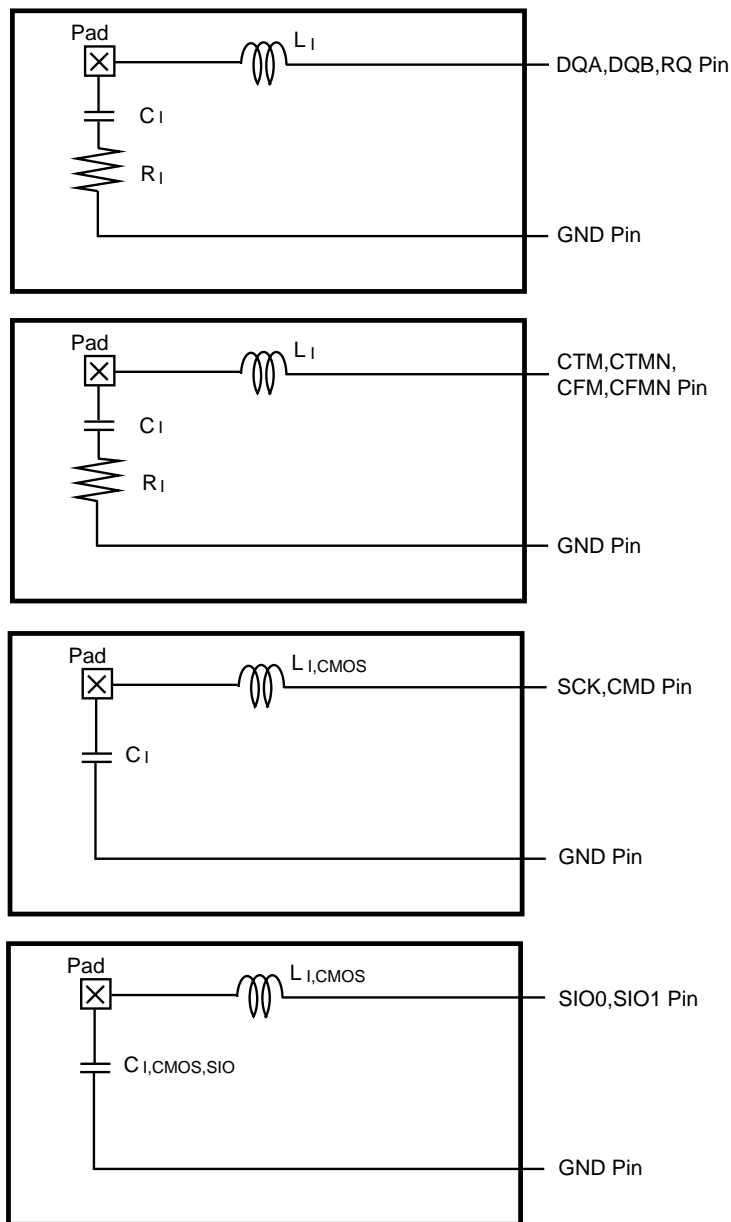 Pad
L I
DQA,DQB,RQ Pin
C I
R I
GND Pin
Pad
L I
CTM,CTMN,
CFM,CFMN Pin
C I
R I
GND Pin
Pad
L I,CMOS
SCK,CMD Pin
C I
GND Pin
Pad
L I,CMOS
SIO0,SIO1 Pin
C I,CMOS,SIO
GND Pin